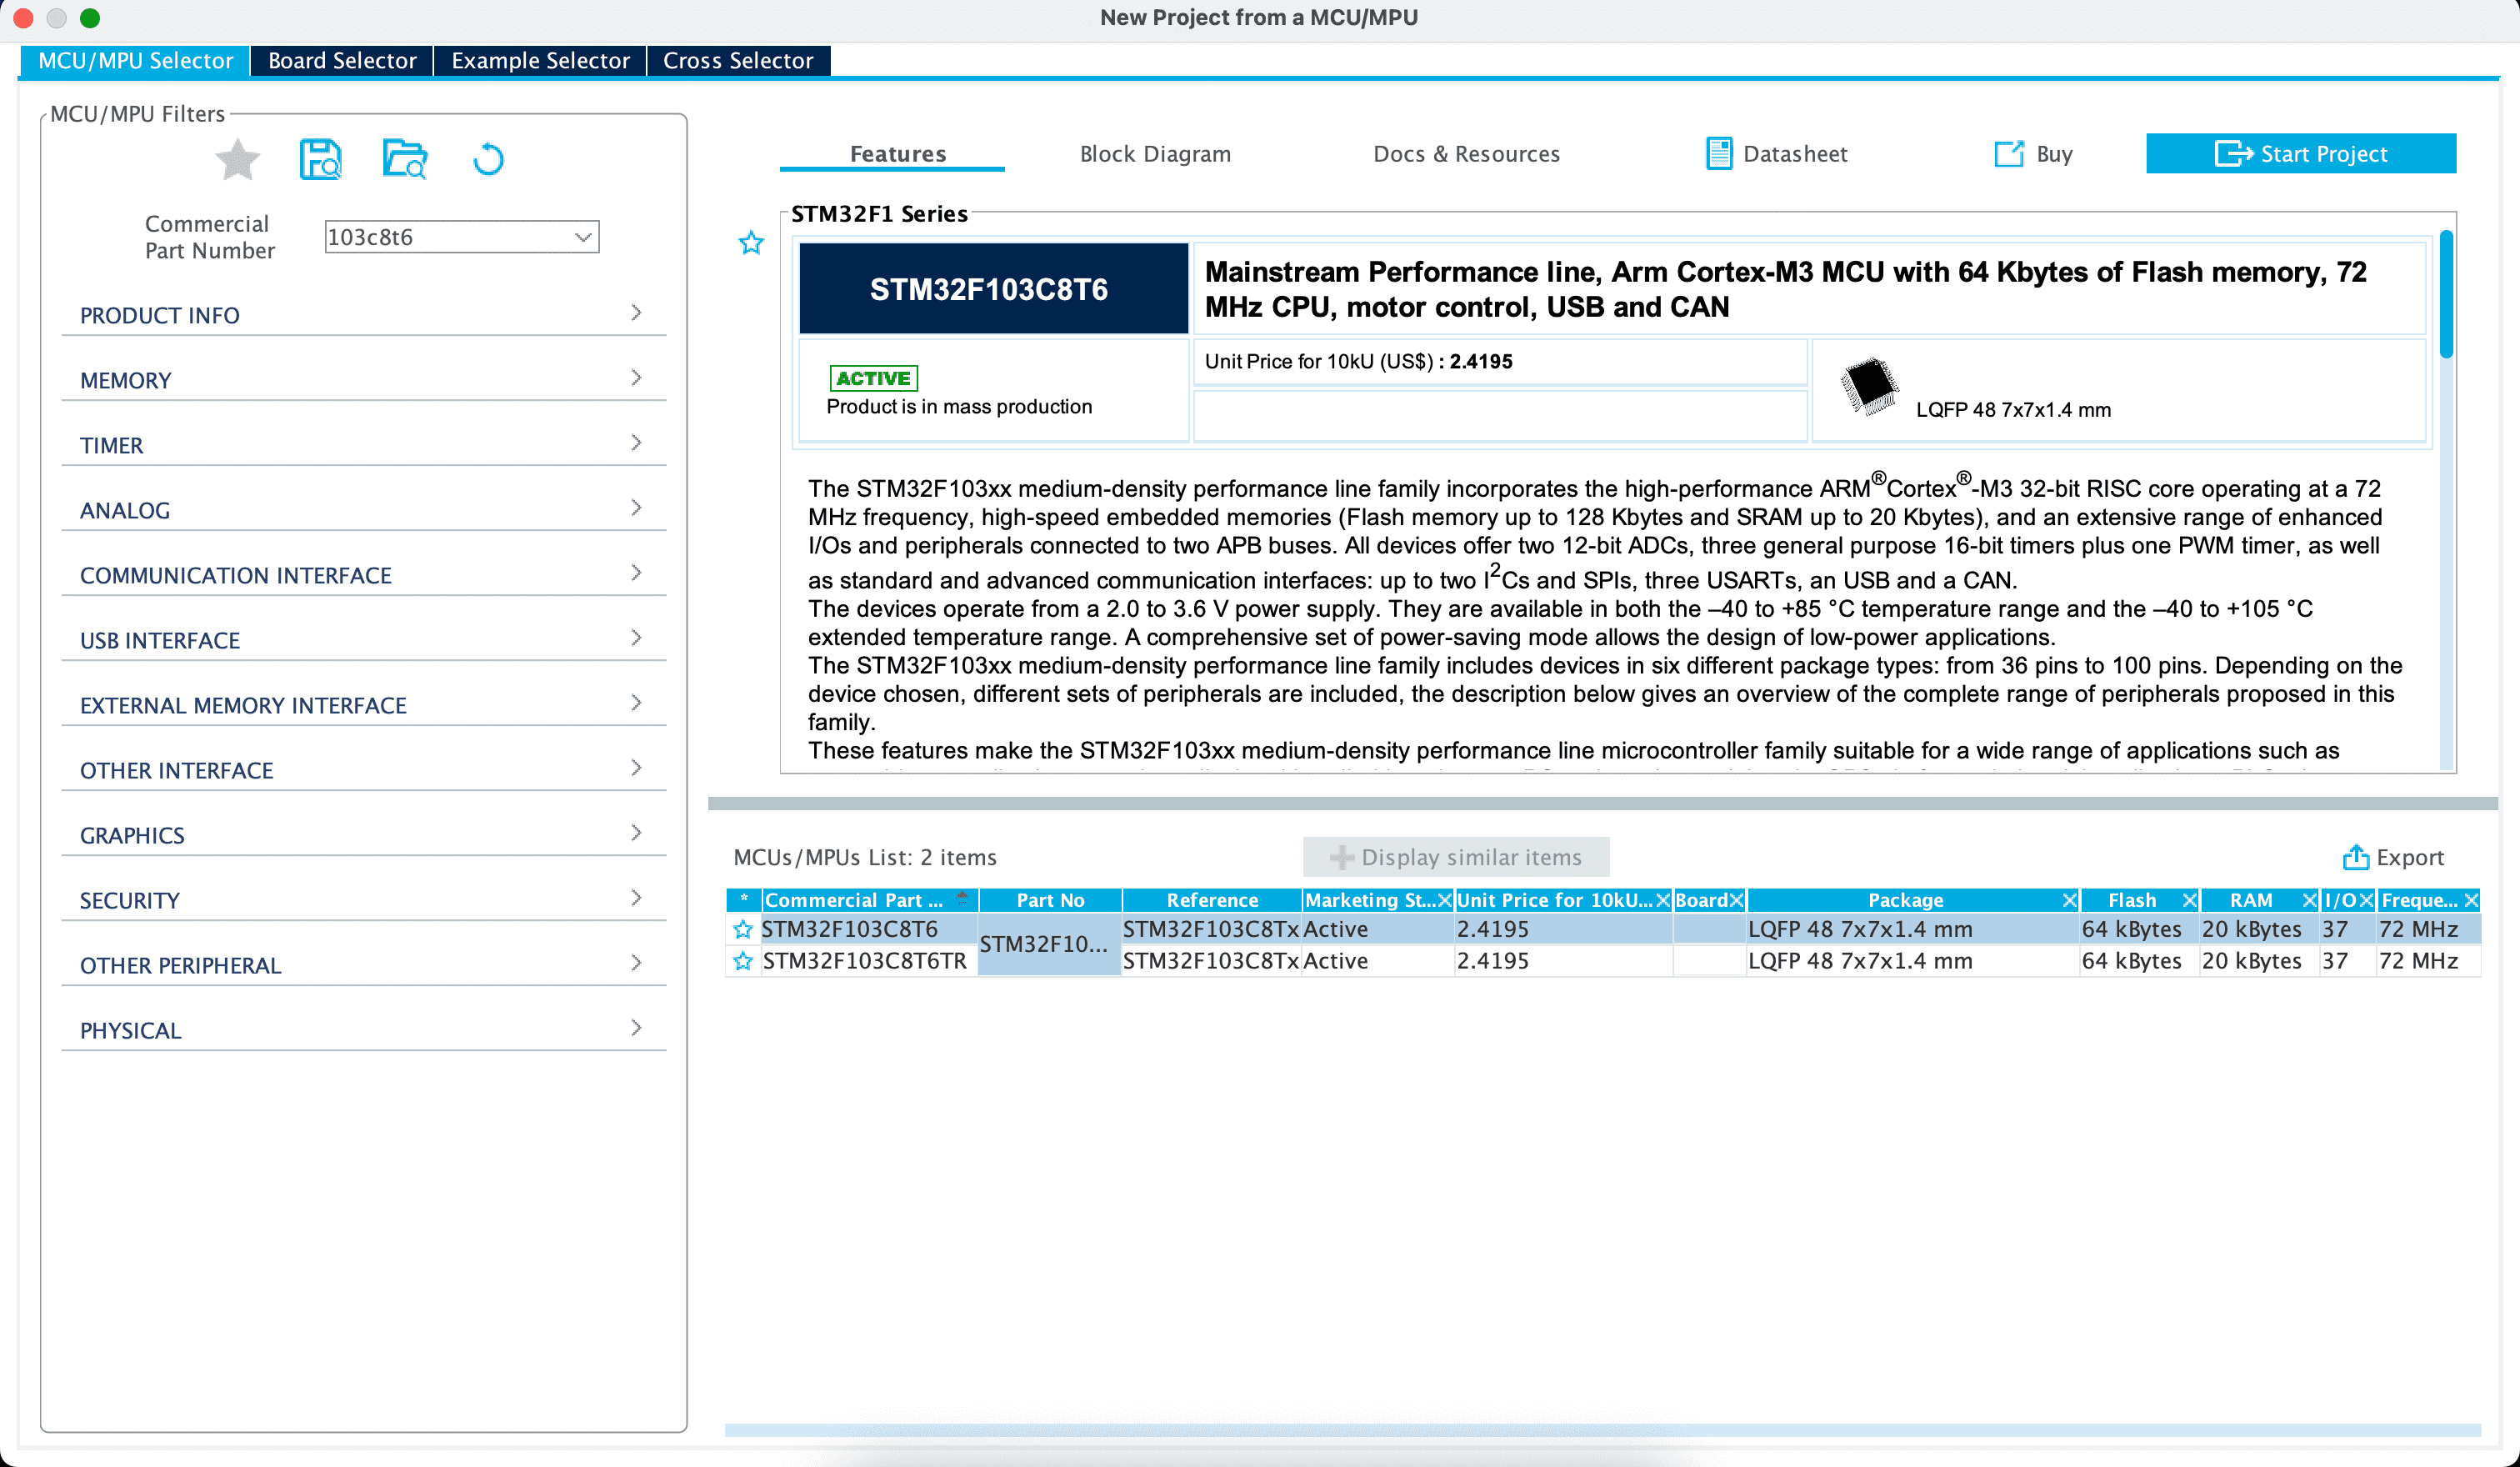 New Project from a MCU/MPU
MCU/MPU Selector
Board Selector
Example Selector
Cross Selector
MCU/MPU Filters
Commercial
Part Number
103c8t6
PRODUCT INFO
MEMORY
TIMER
ANALOG
COMMUNICATION INTERFACE
USB INTERFACE
EXTERNAL MEMORY INTERFACE
OTHER INTERFACE
GRAPHICS
SECURITY
OTHER PERIPHERAL
PHYSICAL
Features
Block Diagram
Docs & Resources
Datasheet
Buy
Start Project
STM32F1 Series
STM32F103C8T6
Mainstream Performance line, Arm Cortex-M3 MCU with 64 Kbytes of Flash memory, 72
MHz CPU, motor control, USB and CAN
ACTIVE
Product is in mass production
Unit Price for 10kU (US$) : 2.4195
LQFP 48 7x7x1.4 mm
The STM32F103xx medium-density performance line family incorporates the high-performance ARM®Cortex®-M3 32-bit RISC core operating at a 72
MHz frequency, high-speed embedded memories (Flash memory up to 128 Kbytes and SRAM up to 20 Kbytes), and an extensive range of enhanced
I/Os and peripherals connected to two APB buses. All devices offer two 12-bit ADCs, three general purpose 16-bit timers plus one PWM timer, as well
as standard and advanced communication interfaces: up to two I²Cs and SPIs, three USARTs, an USB and a CAN.
The devices operate from a 2.0 to 3.6 V power supply. They are available in both the –40 to +85 °C temperature range and the –40 to +105 °C
extended temperature range. A comprehensive set of power-saving mode allows the design of low-power applications.
The STM32F103xx medium-density performance line family includes devices in six different package types: from 36 pins to 100 pins. Depending on the
device chosen, different sets of peripherals are included, the description below gives an overview of the complete range of peripherals proposed in this
family.
These features make the STM32F103xx medium-density performance line microcontroller family suitable for a wide range of applications such as
MCUs/MPUs List: 2 items
Display similar items
Export
* Commercial Part ... Part No Reference Marketing St... Unit Price for 10kU... Board Package Flash RAM I/O Freque...
STM32F103C8T6 STM32F10... STM32F103C8Tx Active 2.4195 LQFP 48 7x7x1.4 mm 64 kBytes 20 kBytes 37 72 MHz
STM32F103C8T6TR STM32F103C8Tx Active 2.4195 LQFP 48 7x7x1.4 mm 64 kBytes 20 kBytes 37 72 MHz